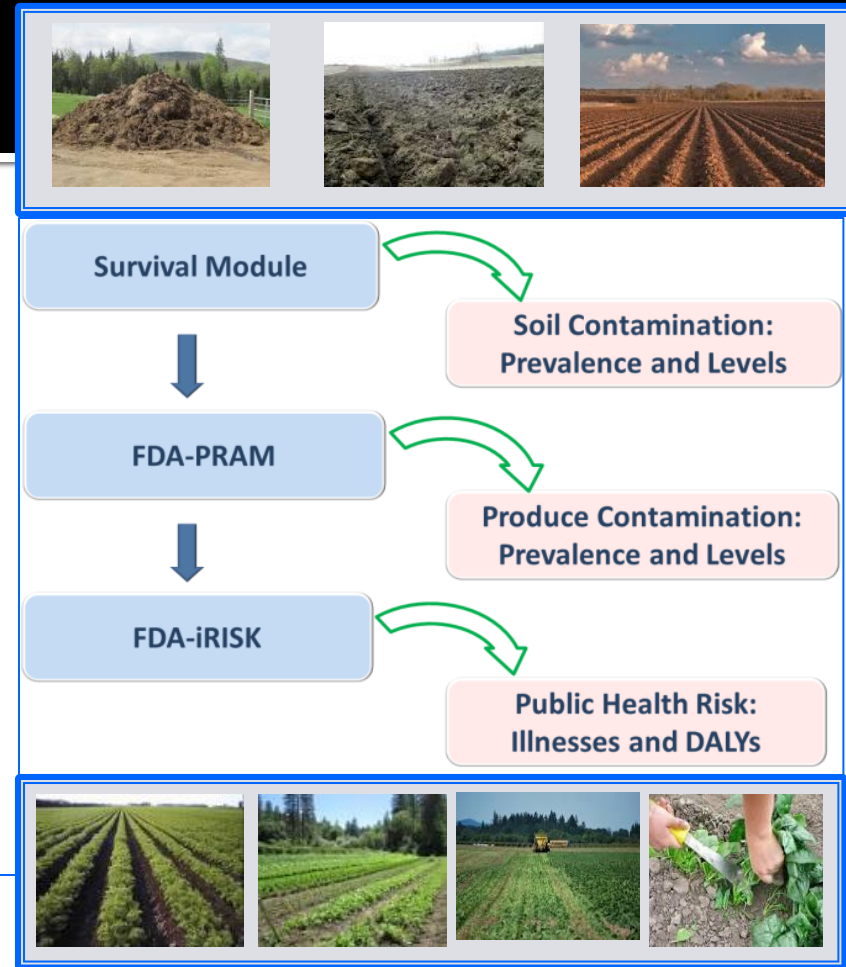 Survival Module
Soil Contamination:
Prevalence and Levels
FDA-PRAM
Produce Contamination:
Prevalence and Levels
FDA-iRISK
Public Health Risk:
Illnesses and DALYs